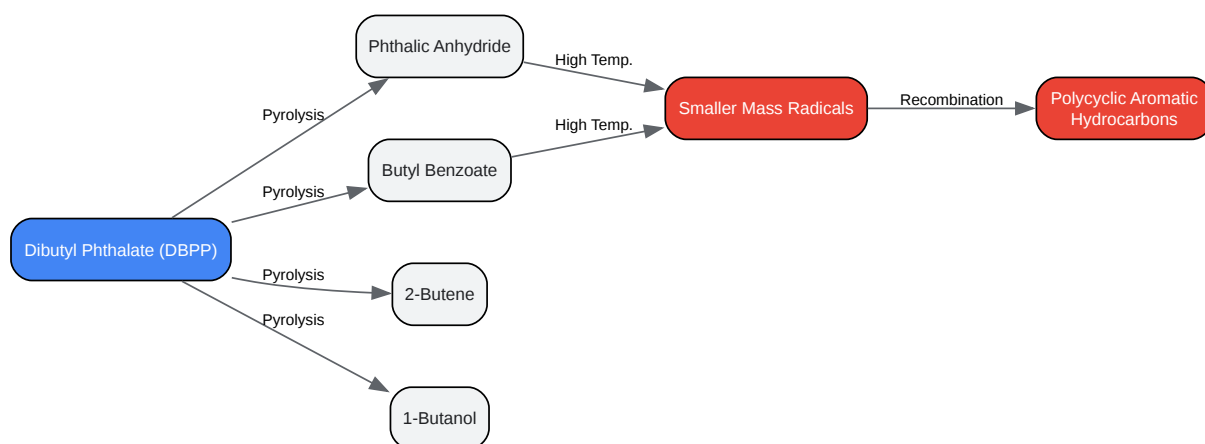 Phthalic Anhydride
High Temp.
Pyrolysis
Smaller Mass Radicals
Recombination
Polycyclic Aromatic
Hydrocarbons
High Temp.
Butyl Benzoate
Pyrolysis
Dibutyl Phthalate (DBPP)
Pyrolysis
2-Butene
Pyrolysis
1-Butanol